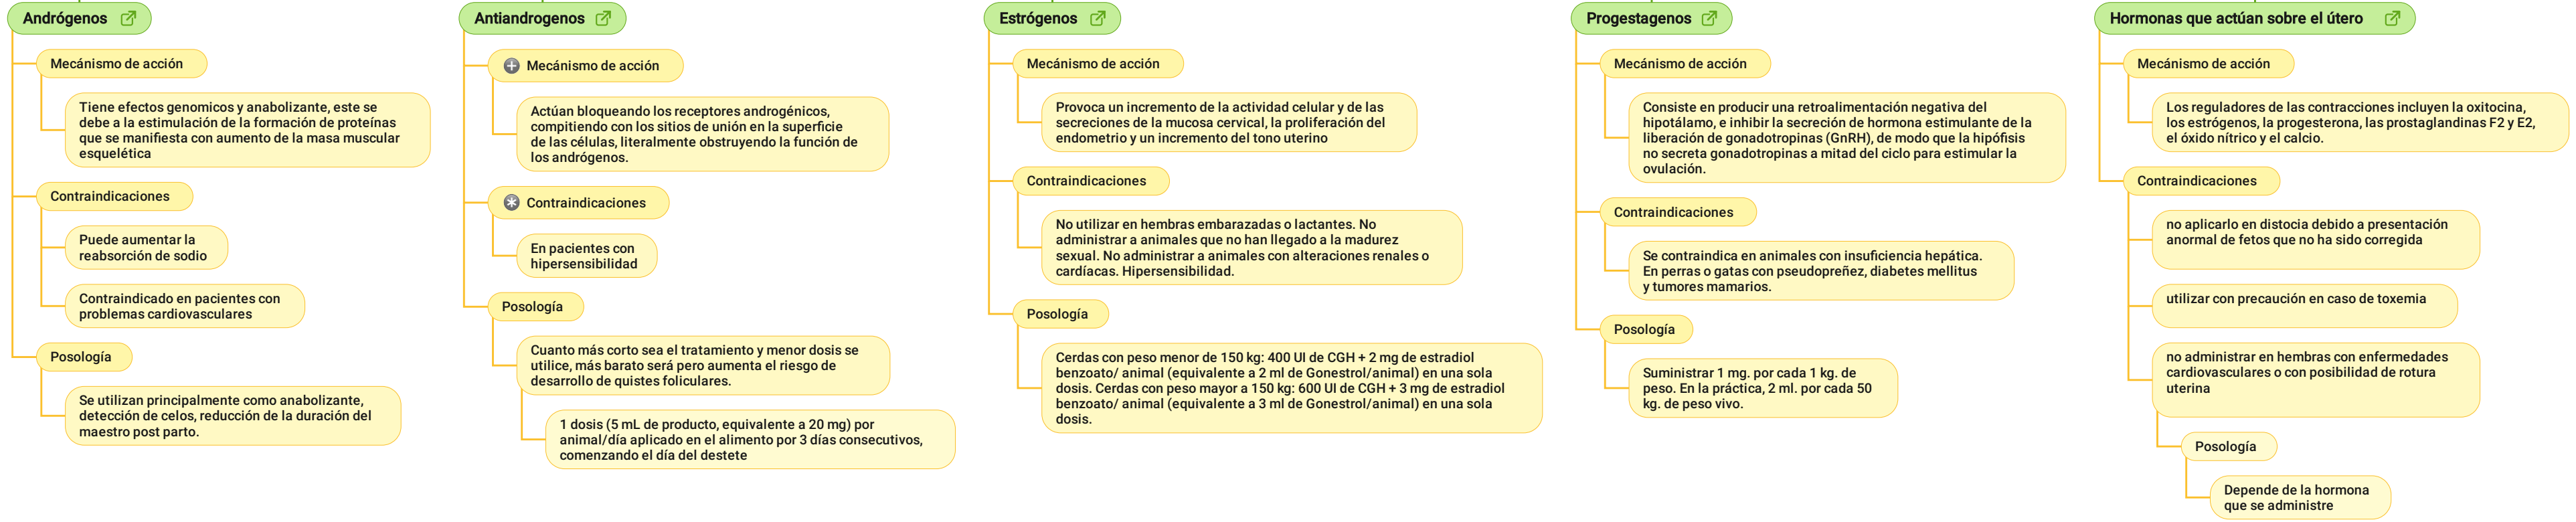 Andrógenos
Mecánismo de acción
Tiene efectos genomicos y anabolizante, este se
debe a la estimulación de la formación de proteínas
que se manifiesta con aumento de la masa muscular
esquelética
Contraindicaciones
Puede aumentar la
reabsorción de sodio
Contraindicado en pacientes con
problemas cardiovasculares
Posología
Se utilizan principalmente como anabolizante,
detección de celos, reducción de la duración del
maestro post parto.
Antiandrogenos
Mecánismo de acción
Actúan bloqueando los receptores androgénicos,
compitiendo con los sitios de unión en la superficie
de las células, literalmente obstruyendo la función de
los andrógenos.
Contraindicaciones
En pacientes con
hipersensibilidad
Posología
Cuanto más corto sea el tratamiento y menor dosis se
utilice, más barato será pero aumenta el riesgo de
desarrollo de quistes foliculares.
1 dosis (5 mL de producto, equivalente a 20 mg) por
animal/día aplicado en el alimento por 3 días consecutivos,
comenzando el día del destete
Estrógenos
Mecánismo de acción
Provoca un incremento de la actividad celular y de las
secreciones de la mucosa cervical, la proliferación del
endometrio y un incremento del tono uterino
Contraindicaciones
No utilizar en hembras embarazadas o lactantes. No
administrar a animales que no han llegado a la madurez
sexual. No administrar a animales con alteraciones renales o
cardíacas. Hipersensibilidad.
Posología
Cerdas con peso menor de 150 kg: 400 UI de CGH + 2 mg de estradiol
benzoato/ animal (equivalente a 2 ml de Gonestrol/animal) en una sola
dosis. Cerdas con peso mayor a 150 kg: 600 UI de CGH + 3 mg de estradiol
benzoato/ animal (equivalente a 3 ml de Gonestrol/animal) en una sola
dosis.
Progestagenos
Mecánismo de acción
Consiste en producir una retroalimentación negativa del
hipotálamo, e inhibir la secreción de hormona estimulante de la
liberación de gonadotropinas (GnRH), de modo que la hipófisis
no secreta gonadotropinas a mitad del ciclo para estimular la
ovulación.
Contraindicaciones
Se contraindica en animales con insuficiencia hepática.
En perras o gatas con pseudopreñez, diabetes mellitus
y tumores mamarios.
Posología
Suministrar 1 mg. por cada 1 kg. de
peso. En la práctica, 2 ml. por cada 50
kg. de peso vivo.
Hormonas que actúan sobre el útero
Mecánismo de acción
Los reguladores de las contracciones incluyen la oxitocina,
los estrógenos, la progesterona, las prostaglandinas F2 y E2,
el óxido nítrico y el calcio.
Contraindicaciones
no aplicarlo en distocia debido a presentación
anormal de fetos que no ha sido corregida
utilizar con precaución en caso de toxemia
no administrar en hembras con enfermedades
cardiovasculares o con posibilidad de rotura
uterina
Posología
Depende de la hormona
que se administre